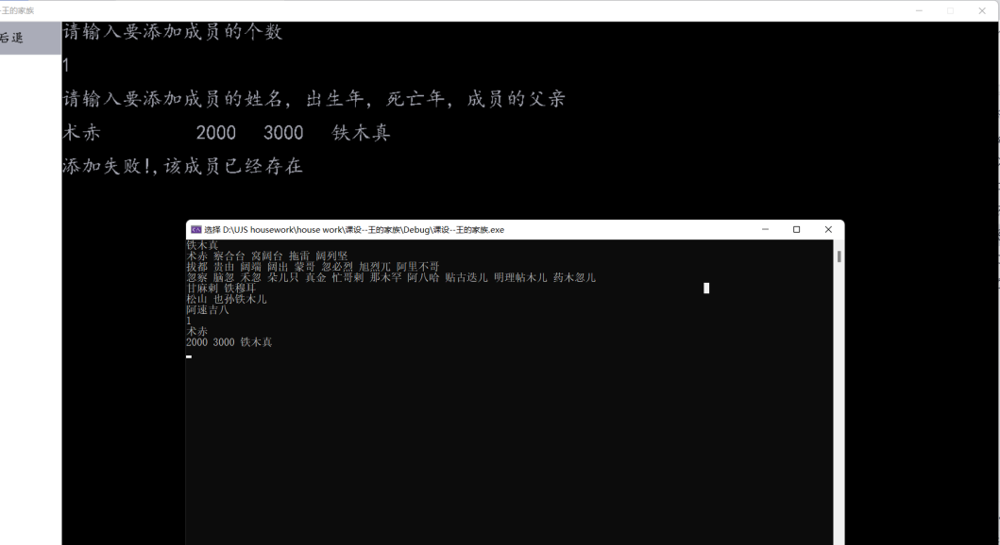 -王的家族
后退
请输入要添加成员的个数
1
请输入要添加成员的姓名，出生年，死亡年，成员的父亲
术赤 2000 3000 铁木真
添加失败!,该成员已经存在
选择 D:\UJS housework\house work\课设--王的家族\Debug\课设--王的家族.exe
铁木真
术赤 察合台 窝阔台 拖雷 阔列坚
拔都 贵由 阔端 阔出 蒙哥 忽必烈 旭烈兀 阿里不哥
忽察 脑忽 禾忽 朵儿只 真金 忙哥剌 那木罕 阿八哈 贴古迭儿 明理帖木儿 药木忽儿
甘麻剌 铁穆耳
松山 也孙铁木儿
阿速吉八
1
术赤
2000 3000 铁木真